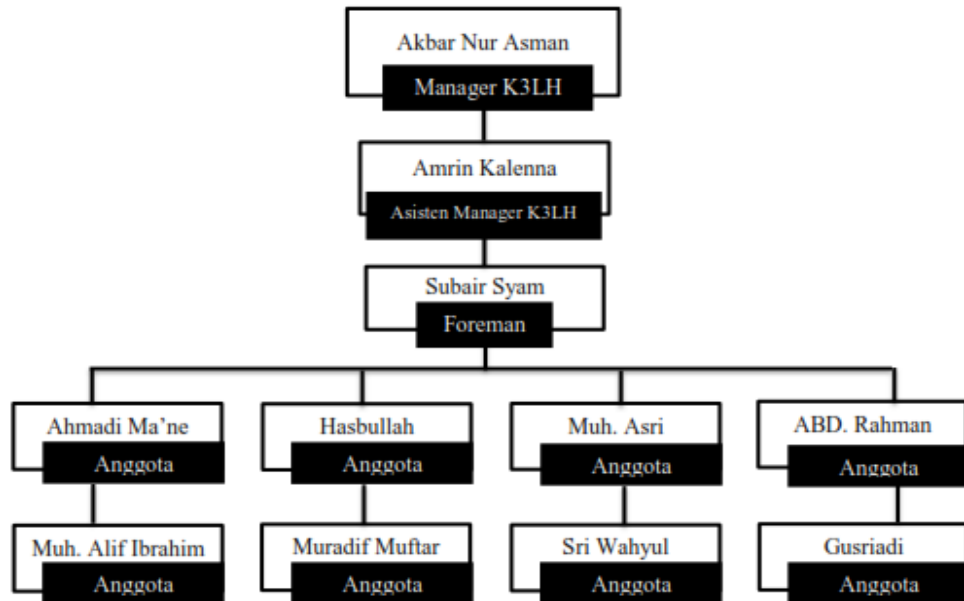 Akbar Nur Asman
Manager K3LH
Amrin Kalenna
Asisten Manager K3LH
Subair Syam
Foreman
Ahmadi Ma’ne
Anggota
Hasbullah
Anggota
Muh. Asri
Anggota
ABD. Rahman
Anggota
Muh. Alif Ibrahim
Anggota
Muradif Muftar
Anggota
Sri Wahyul
Anggota
Gusriadi
Anggota